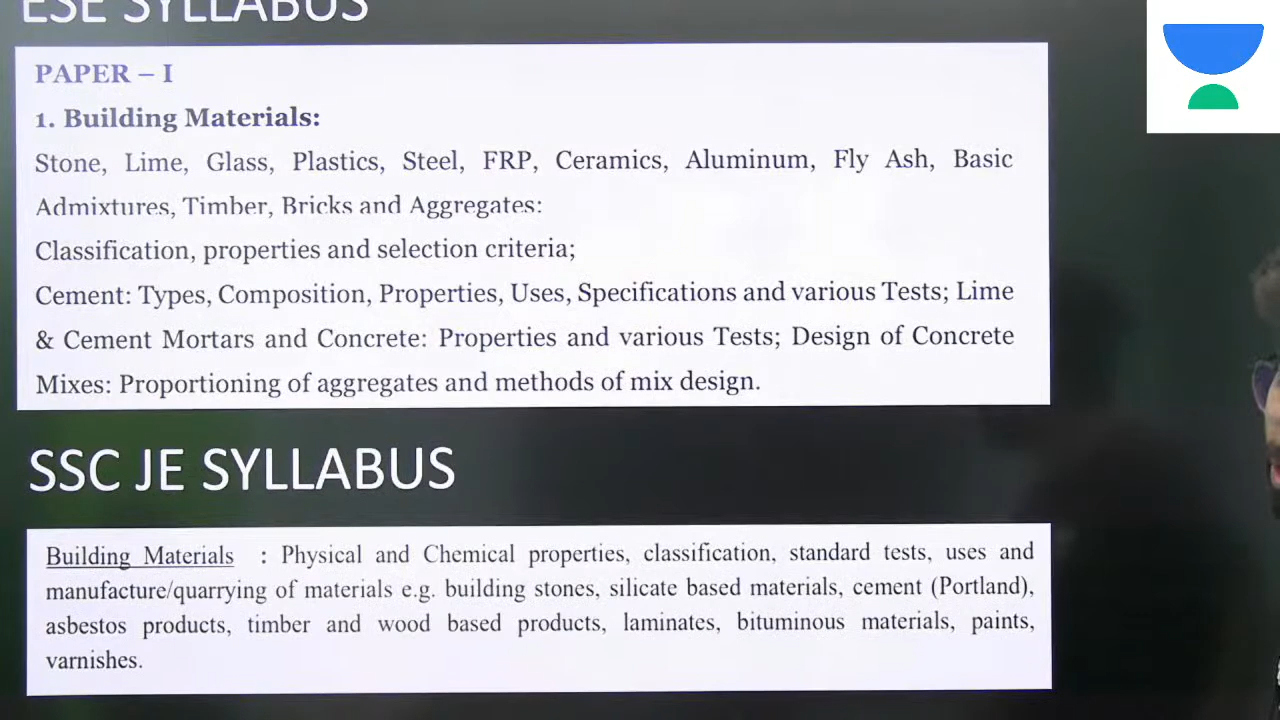 ESE SYLLABUS
PAPER – I
1. Building Materials:
Stone, Lime, Glass, Plastics, Steel, FRP, Ceramics, Aluminum, Fly Ash, Basic
Admixtures, Timber, Bricks and Aggregates:
Classification, properties and selection criteria;
Cement: Types, Composition, Properties, Uses, Specifications and various Tests; Lime
& Cement Mortars and Concrete: Properties and various Tests; Design of Concrete
Mixes: Proportioning of aggregates and methods of mix design.
SSC JE SYLLABUS
Building Materials : Physical and Chemical properties, classification, standard tests, uses and
manufacture/quarrying of materials e.g. building stones, silicate based materials, cement (Portland),
asbestos products, timber and wood based products, laminates, bituminous materials, paints,
varnishes.